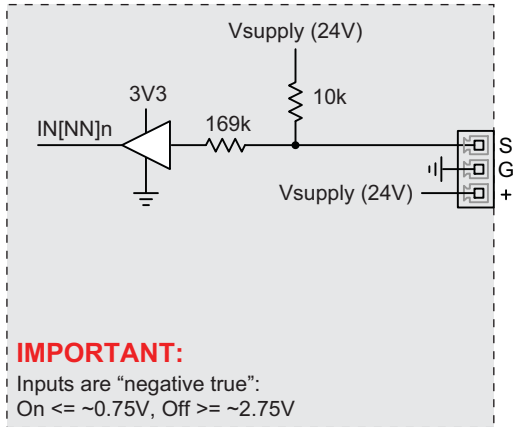 Vsupply (24V)
3V3
10k
IN[NN]n
169k
S
G
Vsupply (24V)
+
IMPORTANT:
Inputs are “negative true”:
On <= ~0.75V, Off >= ~2.75V